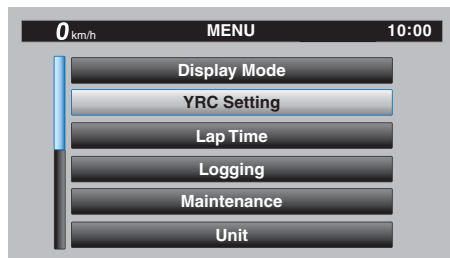 0 km/h MENU 10:00
Display Mode
YRC Setting
Lap Time
Logging
Maintenance
Unit